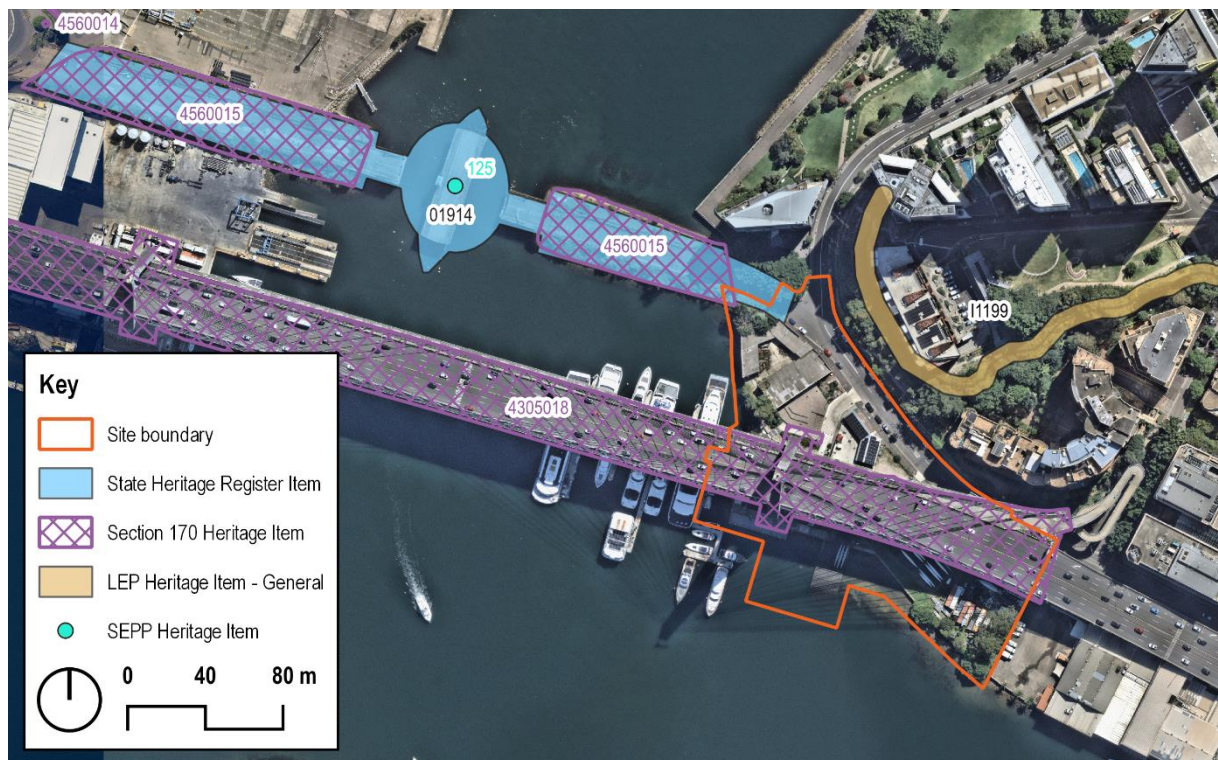 4560014
4560015
125
01914
4560015
I1199
4305018
Key
Site boundary
State Heritage Register Item
Section 170 Heritage Item
LEP Heritage Item - General
SEPP Heritage Item
0 40 80 m